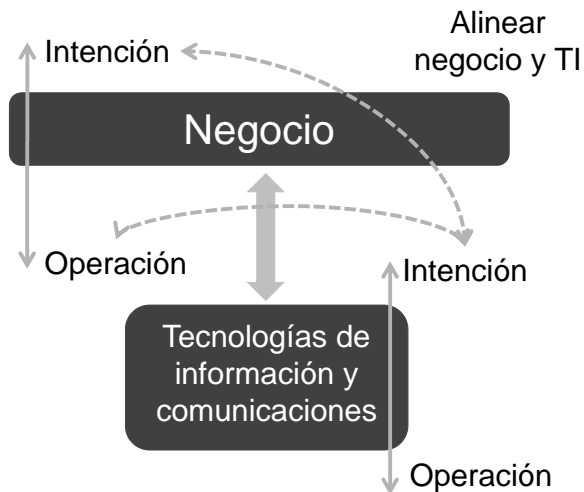 Alinear
negocio y TI
Intención
Negocio
Operación
Intención
Tecnologías de
información y
comunicaciones
Operación